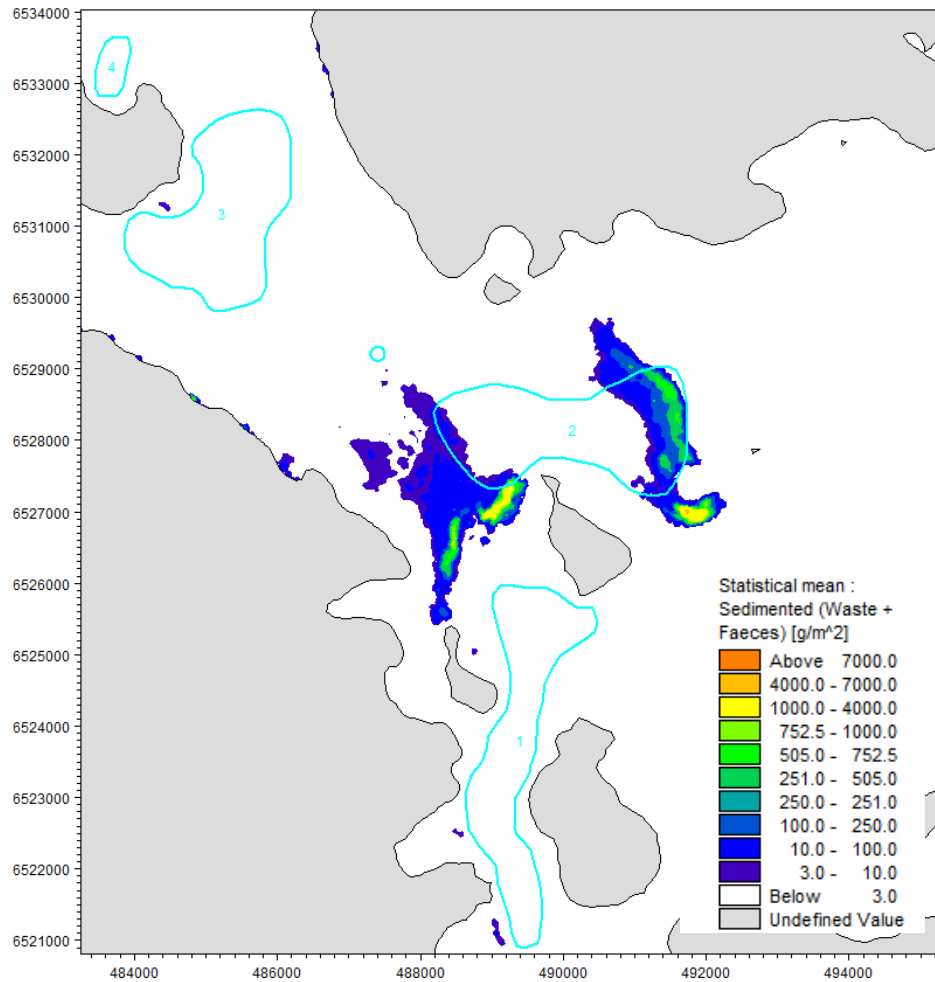 6534000
4
6533000
6532000
3
6531000
6530000
6529000
2
6528000
6527000
6526000
Statistical mean :
Sedimented (Waste +
Faeces) [g/m^2]
6525000
Above 7000.0
4000.0 - 7000.0
1000.0 - 4000.0
6524000
752.5 - 1000.0
1
505.0 - 752.5
251.0 - 505.0
6523000
250.0 - 251.0
100.0 - 250.0
10.0 - 100.0
6522000
3.0 - 10.0
Below 3.0
Undefined Value
6521000
484000 486000 488000 490000 492000 494000